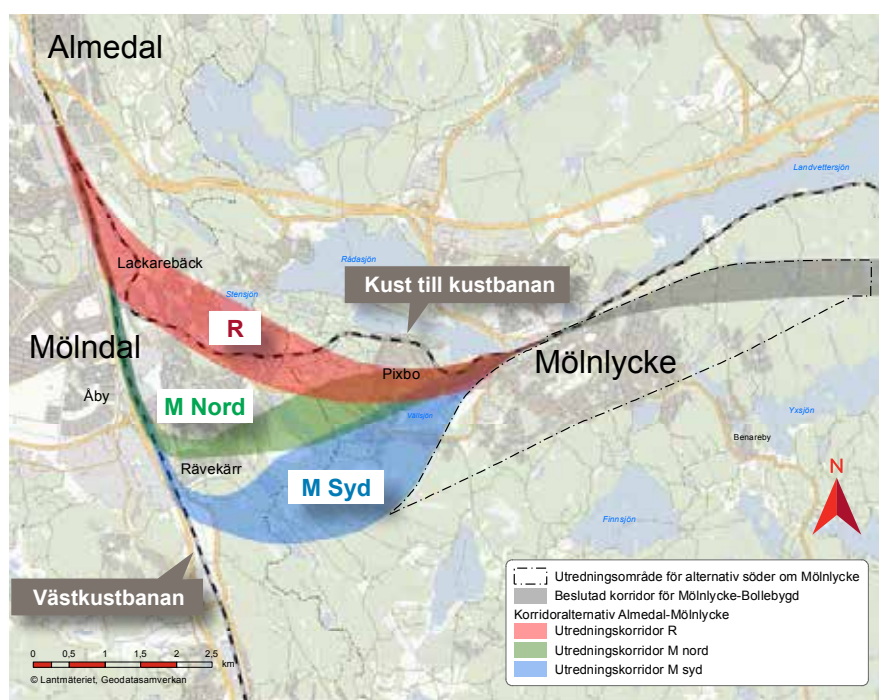 Almedal
Landvettersjön
Lackarebäck
Rådasjön
Kust till kustbanan
Stensjön
R
Mölndal
Mölnlycke
Pixbo
Åby
M Nord
Vällsjön
Yxsjön
Benareby
Rävekärr
M Syd
N
Finnsjön
Västkustbanan
Utredningsområde för alternativ söder om Mölnlycke
Beslutad korridor för Mölnlycke-Bollebygd
Korridoralternativ Almedal-Mölnlycke
Utredningskorridor R
Utredningskorridor M nord
Utredningskorridor M syd
0 0,5 1 1,5 2 2,5
km
© Lantmäteriet, Geodatasamverkan